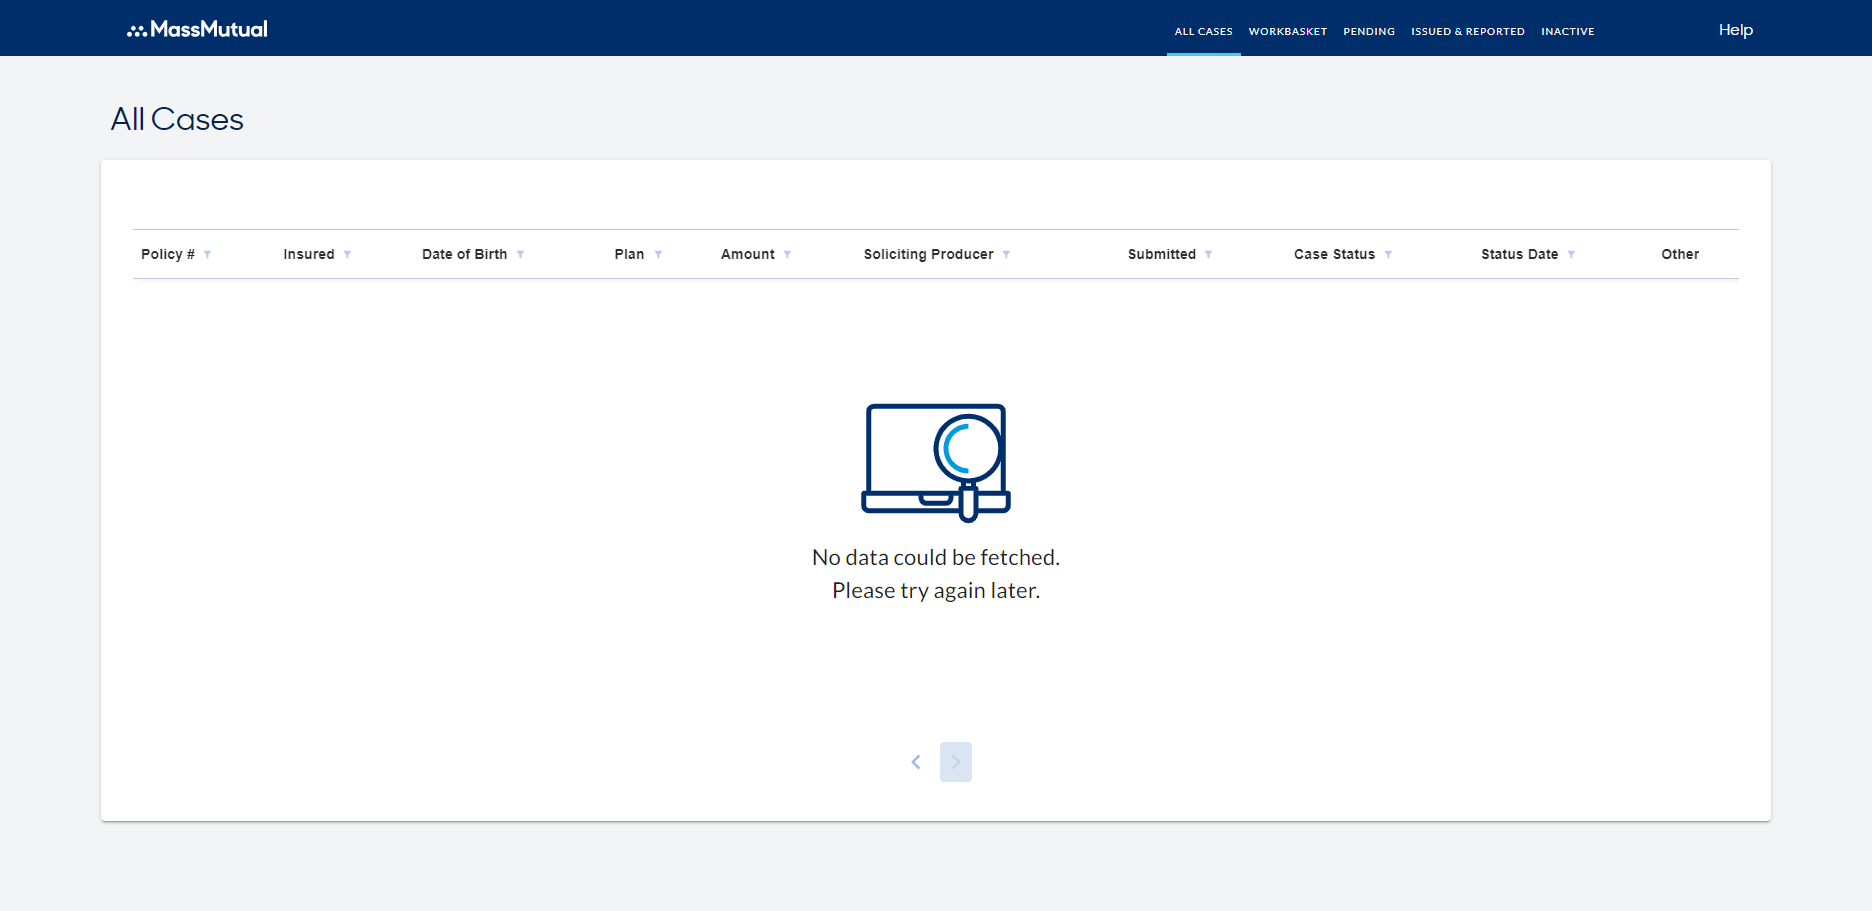 MassMutual
ALL CASES WORKBASKET PENDING ISSUED & REPORTED INACTIVE Help
All Cases
Policy # Insured Date of Birth Plan Amount Soliciting Producer Submitted Case Status Status Date Other
No data could be fetched.
Please try again later.